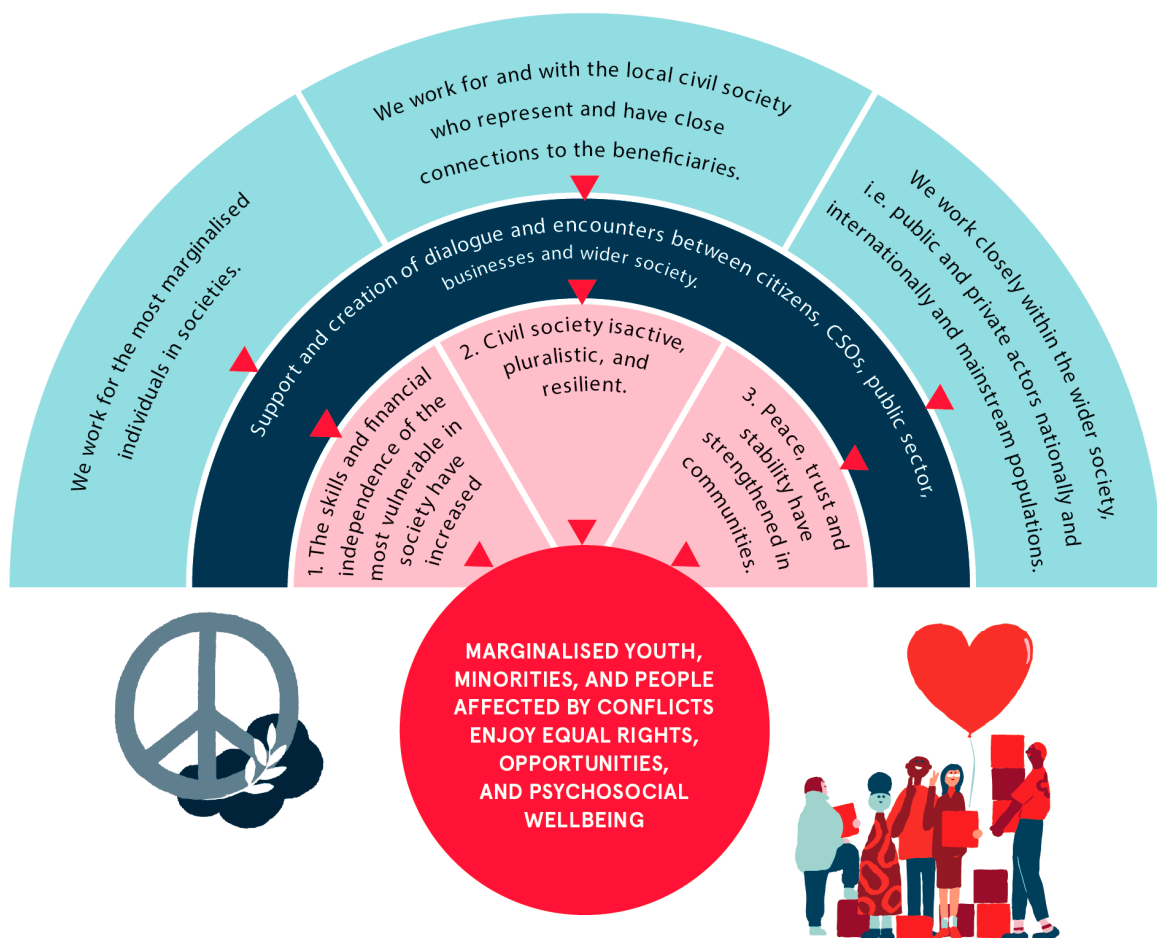 We work for the most marginalised
individuals in societies.
We work for and with the local civil society
who represent and have close
connections to the beneficiaries.
We work closely within the wider society,
i.e. public and private actors nationally and
internationally and mainstream populations.
Support and creation of dialogue and encounters between citizens, CSOs, public sector,
businesses and wider society.
1. The skills and financial
independence of the
most vulnerable in
society have
increased
2. Civil society isactive,
pluralistic, and
resilient.
3. Peace, trust and
stability have
strengthened in
communities.
MARGINALISED YOUTH,
MINORITIES, AND PEOPLE
AFFECTED BY CONFLICTS
ENJOY EQUAL RIGHTS,
OPPORTUNITIES,
AND PSYCHOSOCIAL
WELLBEING